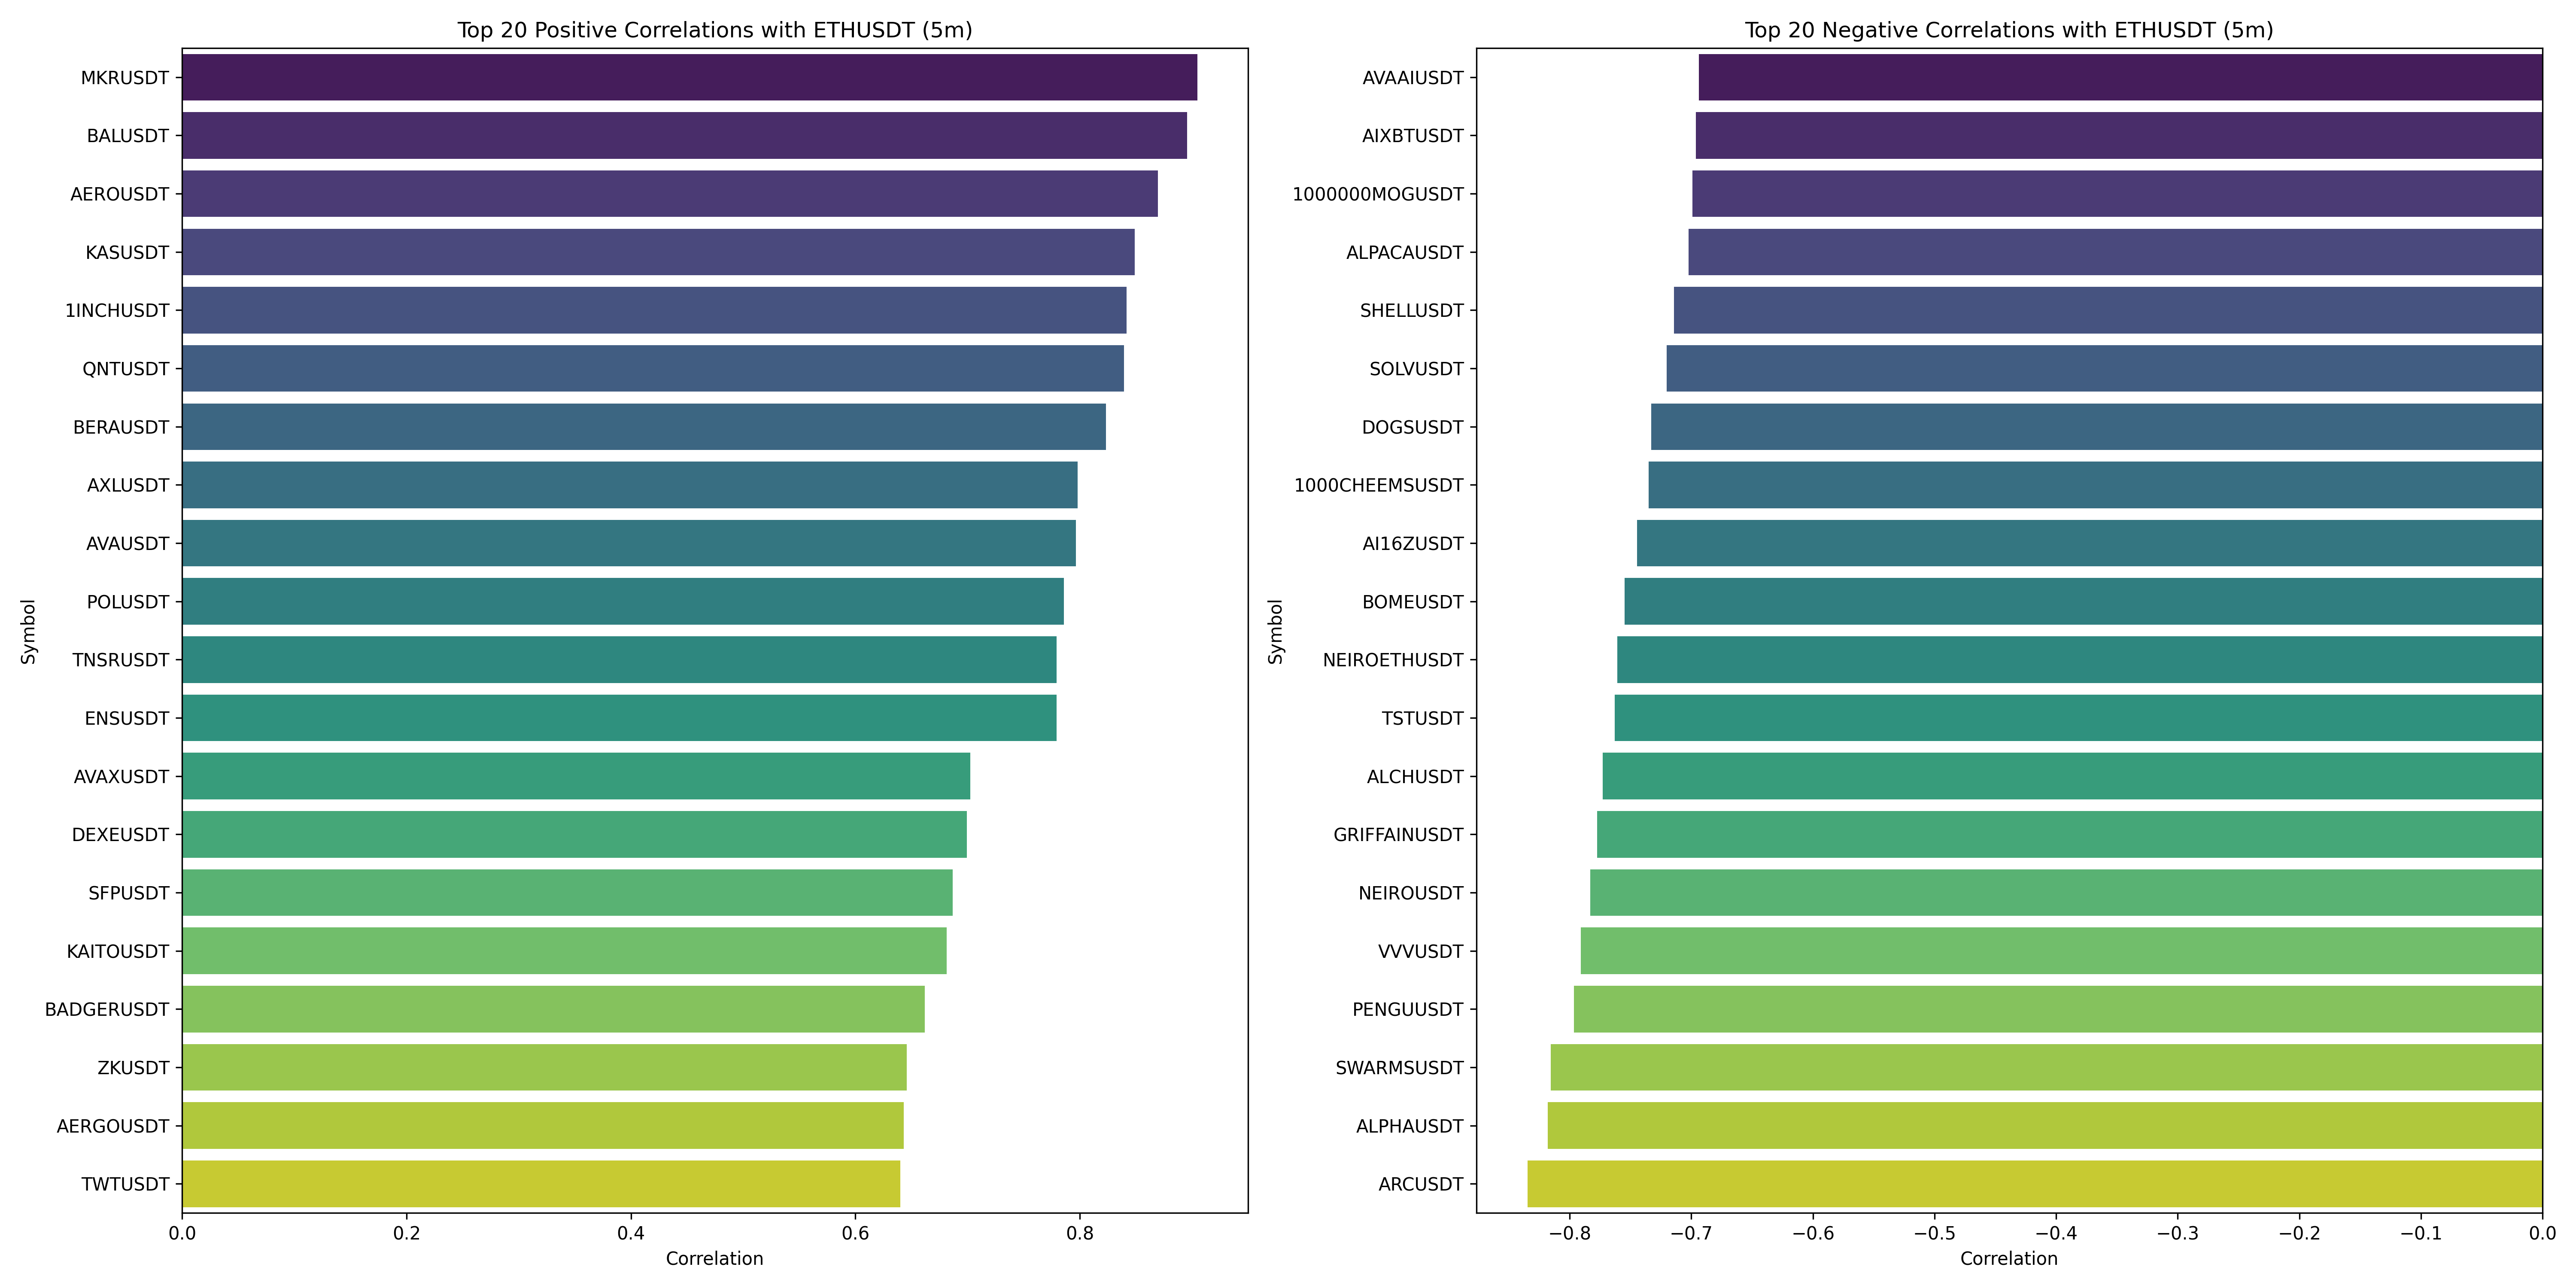 Top 20 Positive Correlations with ETHUSDT (5m)
Symbol
MKRUSDT
BALUSDT
AEROUSDT
KASUSDT
1INCHUSDT
QNTUSDT
BERAUSDT
AXLUSDT
AVAUSDT
POLUSDT
TNSRUSDT
ENSUSDT
AVAXUSDT
DEXEUSDT
SFPUSDT
KAITOUSDT
BADGERUSDT
ZKUSDT
AERGOUSDT
TWTUSDT
0.0 0.2 0.4 0.6 0.8
Correlation
Top 20 Negative Correlations with ETHUSDT (5m)
Symbol
AVAAIUSDT
AIXBTUSDT
1000000MOGUSDT
ALPACAUSDT
SHELLUSDT
SOLVUSDT
DOGSUSDT
1000CHEEMSUSDT
AI16ZUSDT
BOMEUSDT
NEIROETHUSDT
TSTUSDT
ALCHUSDT
GRIFFAINUSDT
NEIROUSDT
VVVUSDT
PENGUUSDT
SWARMSUSDT
ALPHAUSDT
ARCUSDT
−0.8 −0.7 −0.6 −0.5 −0.4 −0.3 −0.2 −0.1 0.0
Correlation